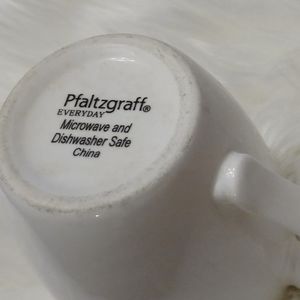 Pfaltzgraff®
EVERYDAY
Microwave and
Dishwasher Safe
China